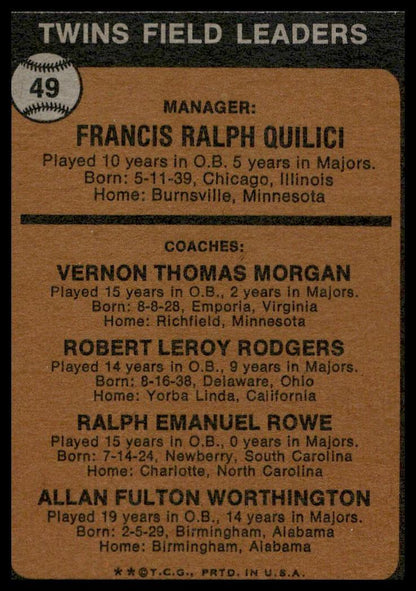 TWINS FIELD LEADERS
49
MANAGER:
FRANCIS RALPH QUILICI
Played 10 years in O.B. 5 years in Majors.
Born: 5-11-39, Chicago, Illinois
Home: Burnsville, Minnesota
COACHES:
VERNON THOMAS MORGAN
Played 15 years in O.B., 2 years in Majors.
Born: 8-8-28, Emporia, Virginia
Home: Richfield, Minnesota
ROBERT LEROY RODGERS
Played 14 years in O.B., 9 years in Majors.
Born: 8-16-38, Delaware, Ohio
Home: Yorba Linda, California
RALPH EMANUEL ROWE
Played 15 years in O.B., 0 years in Majors.
Born: 7-14-24, Newberry, South Carolina
Home: Charlotte, North Carolina
ALLAN FULTON WORTHINGTON
Played 19 years in O.B., 14 years in Majors.
Born: 2-5-29, Birmingham, Alabama
Home: Birmingham, Alabama
★★©T.C.G., PRTD. IN U.S.A.